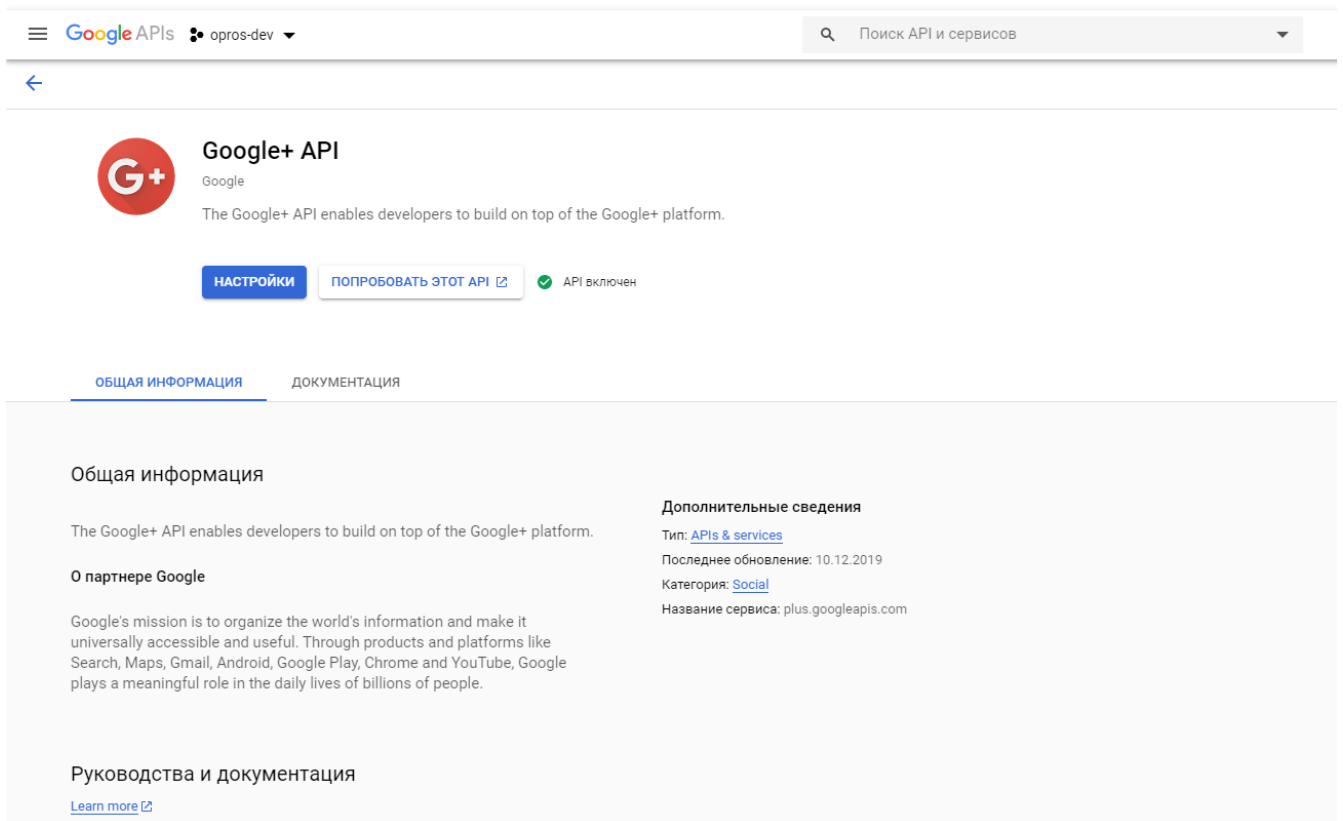 Google APIs opros-dev Поиск API и сервисов
G+
Google+ API
Google
The Google+ API enables developers to build on top of the Google+ platform.
НАСТРОЙКИ ПОПРОБОВАТЬ ЭТОТ API API включен
ОБЩАЯ ИНФОРМАЦИЯ ДОКУМЕНТАЦИЯ
Общая информация
The Google+ API enables developers to build on top of the Google+ platform.
О партнере Google
Google's mission is to organize the world's information and make it
universally accessible and useful. Through products and platforms like
Search, Maps, Gmail, Android, Google Play, Chrome and YouTube, Google
plays a meaningful role in the daily lives of billions of people.
Дополнительные сведения
Тип: APIs & services
Последнее обновление: 10.12.2019
Категория: Social
Название сервиса: plus.googleapis.com
Руководства и документация
Learn more